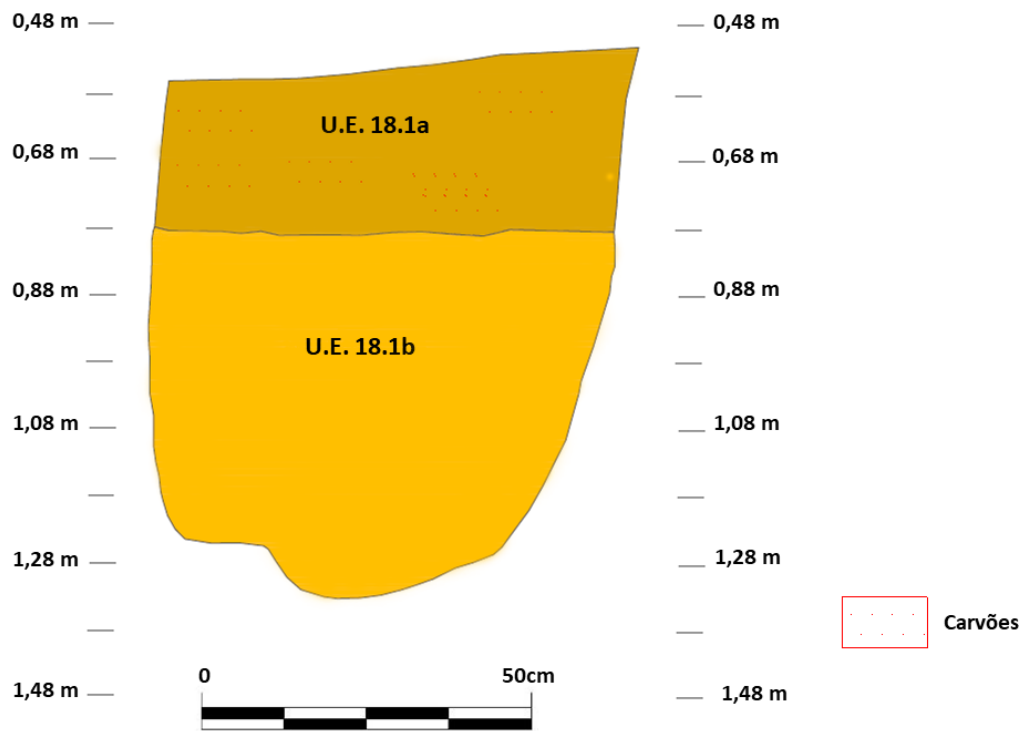 0,48 m
0,48 m
U.E. 18.1a
0,68 m
0,68 m
0,88 m
0,88 m
U.E. 18.1b
1,08 m
1,08 m
1,28 m
1,28 m
Carvões
0
50cm
1,48 m
1,48 m